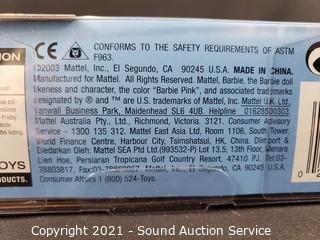 CONFORMS TO THE SAFETY REQUIREMENTS OF ASTM
F963.
©2003 Mattel, Inc., El Segundo, CA 90245 U.S.A. MADE IN CHINA.
Manufactured for Mattel. All Rights Reserved. Mattel, Barbie, the Barbie doll
likeness and character, the color "Barbie Pink", and associated trademarks
designated by ® and ™ are U.S. trademarks of Mattel. Mattel U.K. Ltd.,
Vanwall Business Park, Maidenhead SL6 4UB. Helpline 01628500303.
Mattel Australia Pty., Ltd., Richmond, Victoria. 3121. Consumer Advisory
Service - 1300 135 312. Mattel East Asia Ltd., Room 1106, South Tower,
World Finance Centre, Harbour City, Tsimshatsui, HK, China. Diimport &
Diedarkan Oleh: Mattel SEA Ptd Ltd.(993532-P) Lot 13.5, 13th Floor, Menara
Lien Hoe, Persiaran Tropicana Golf Country Resort, 47410 PJ. Tel:03-
78803817, Fax:03-78803867. Mattel, Inc., El Segundo, CA 90245 U.S.A.
Consumer Affairs 1 (800) 524-Toys.
TION
OYS
PRODUCTS.
Copyright 2021 - Sound Auction Service